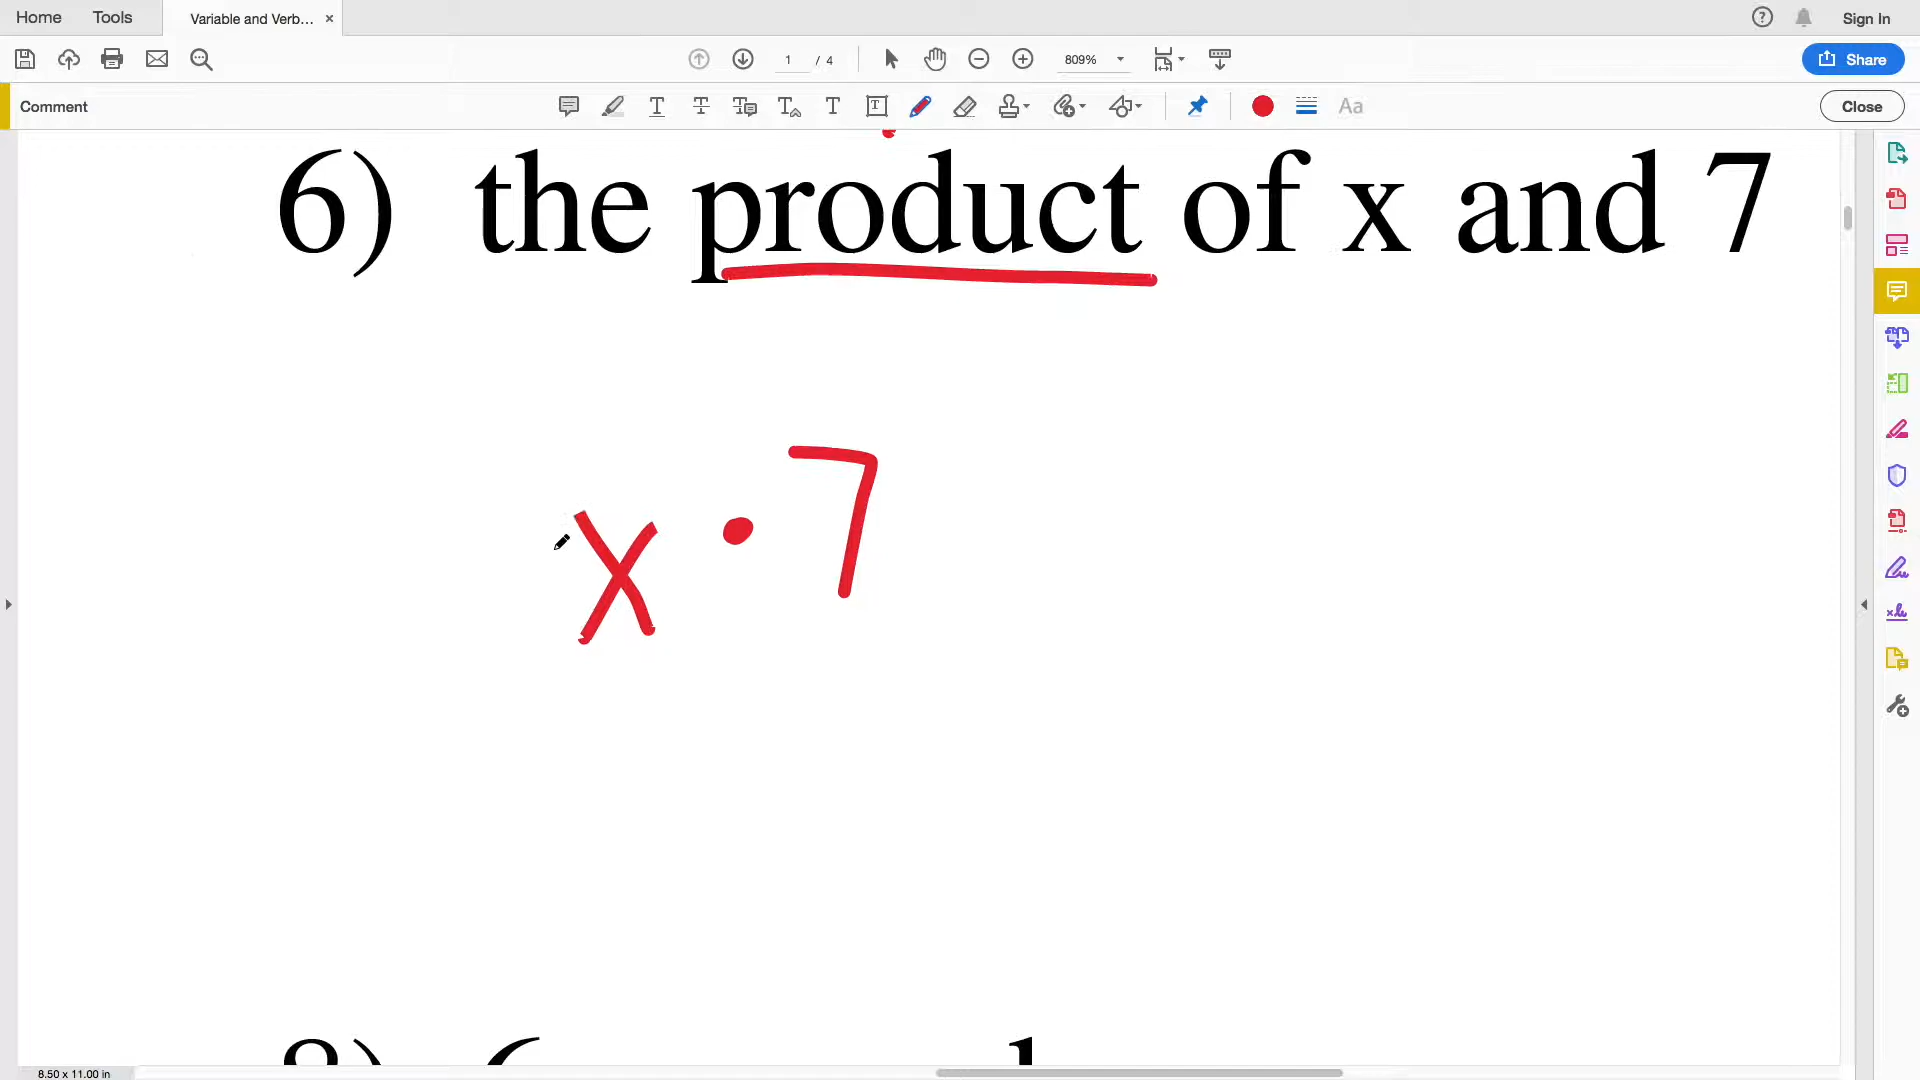 Home Tools Variable and Verb... × ? Sign In
1 / 4 809% Share
Comment T T T T T T Aa Close
6) the product of x and 7
x · 7
8.50 x 11.00 in